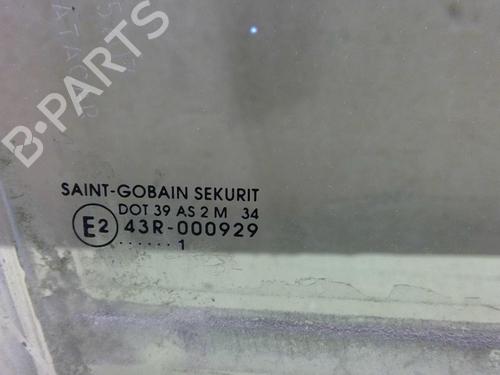 B-PARTS
SAINT-GOBAIN SEKURIT
DOT 39 AS 2 M 34
E2 43R-000929
...... 1